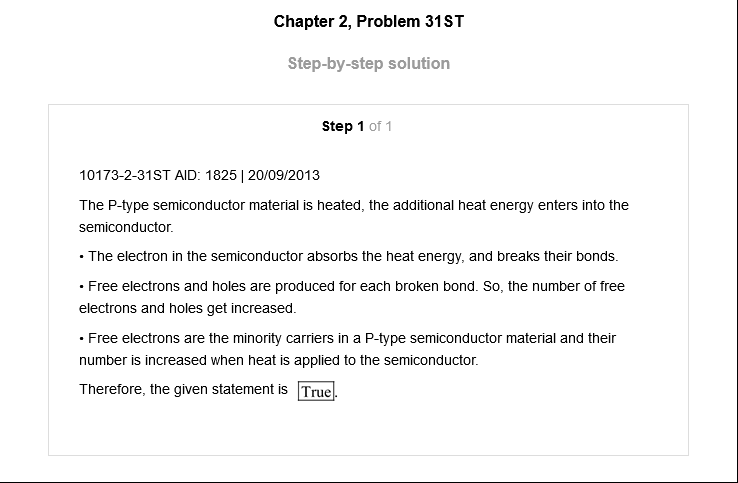 Chapter 2, Problem 31ST
Step-by-step solution
Step 1 of 1
10173-2-31ST AID: 1825 | 20/09/2013
The P-type semiconductor material is heated, the additional heat energy enters into the
semiconductor.
• The electron in the semiconductor absorbs the heat energy, and breaks their bonds.
• Free electrons and holes are produced for each broken bond. So, the number of free
electrons and holes get increased.
• Free electrons are the minority carriers in a P-type semiconductor material and their
number is increased when heat is applied to the semiconductor.
Therefore, the given statement is True.